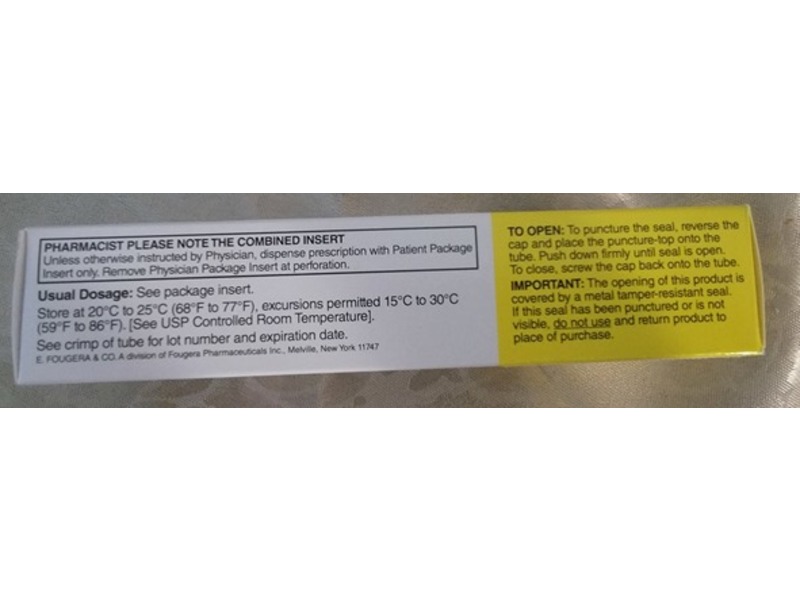 PHARMACIST PLEASE NOTE THE COMBINED INSERT
Unless otherwise instructed by Physician, dispense prescription with Patient Package
Insert only. Remove Physician Package Insert at perforation.
Usual Dosage: See package insert.
Store at 20°C to 25°C (68°F to 77°F), excursions permitted 15°C to 30°C
(59°F to 86°F). [See USP Controlled Room Temperature].
See crimp of tube for lot number and expiration date.
E. FOUGERA & CO. A division of Fougera Pharmaceuticals Inc., Melville, New York 11747
TO OPEN: To puncture the seal, reverse the
cap and place the puncture-top onto the
tube. Push down firmly until seal is open.
To close, screw the cap back onto the tube.
IMPORTANT: The opening of this product is
covered by a metal tamper-resistant seal.
If this seal has been punctured or is not
visible, do not use and return product to
place of purchase.